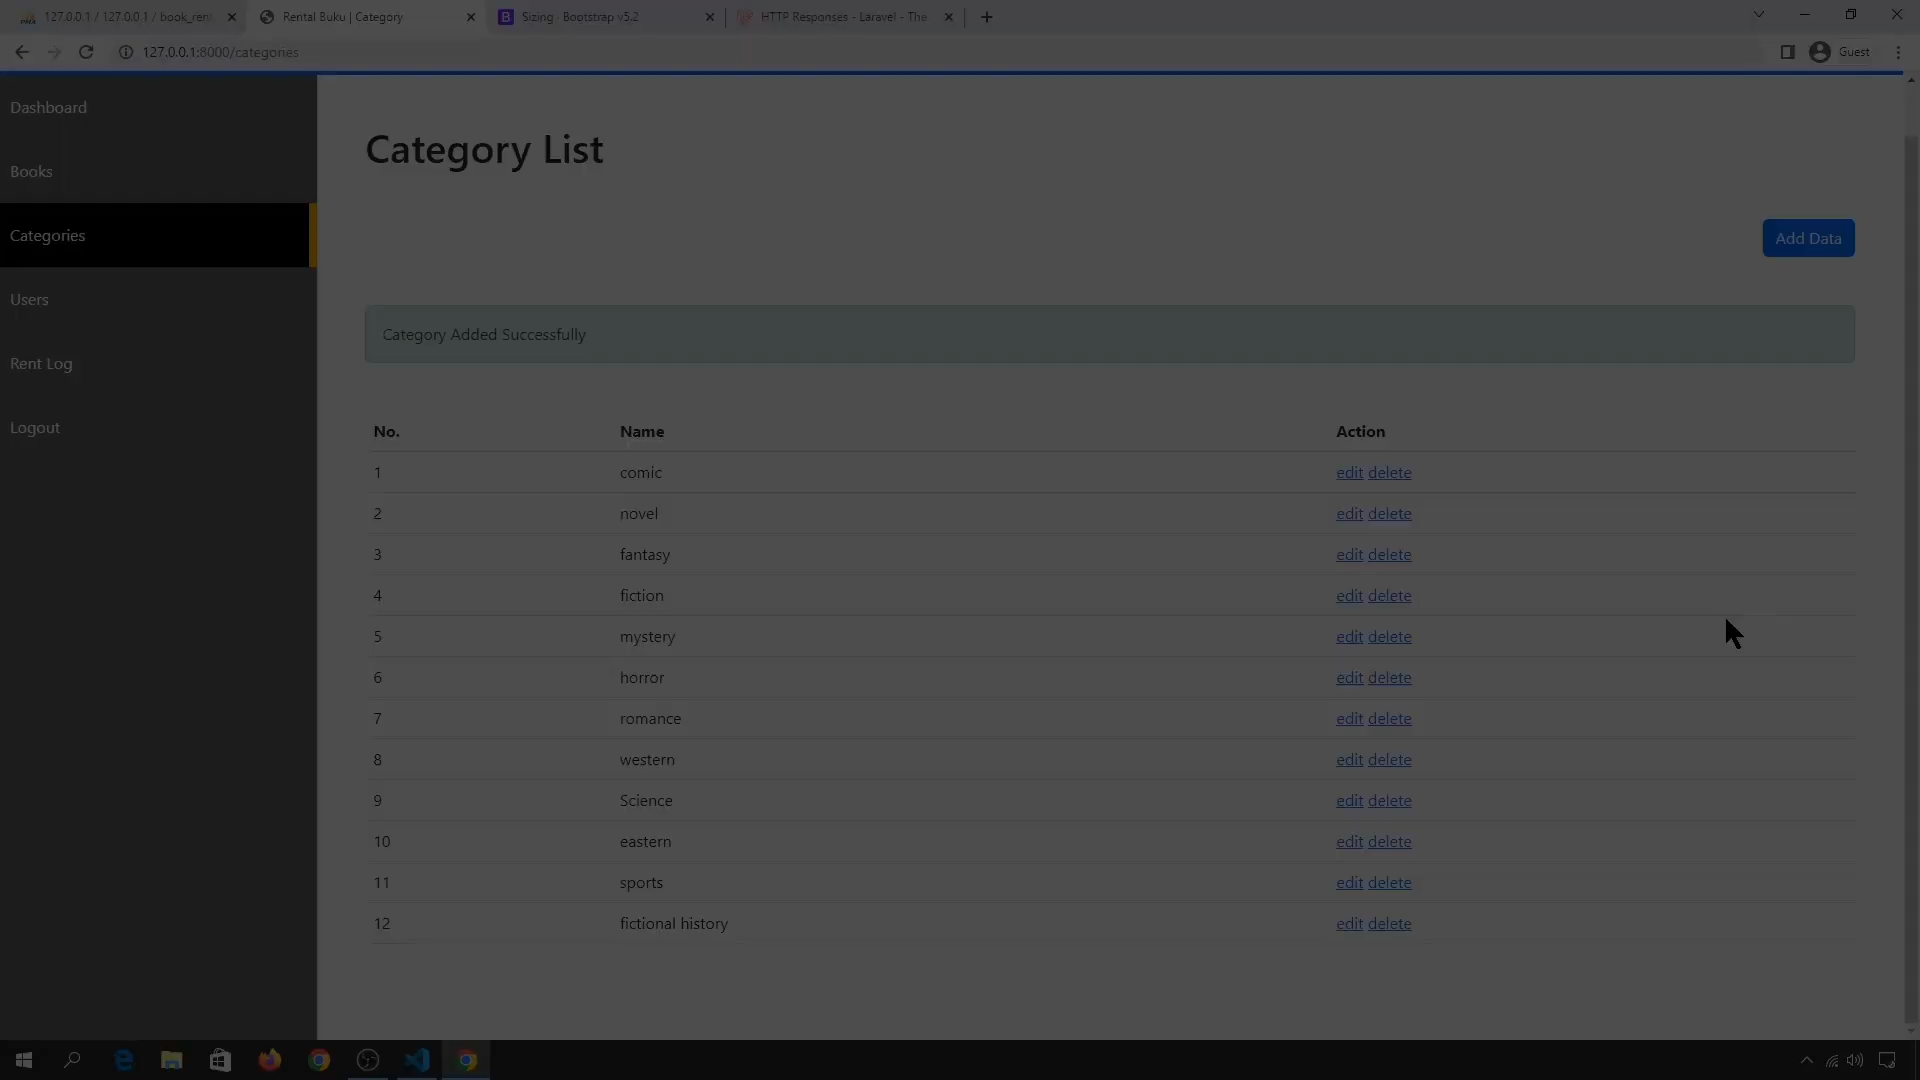 127.0.0.1 / 127.0.0.1 / book_rent
Rental Buku | Category
Sizing · Bootstrap v5.2
HTTP Responses - Laravel - The
127.0.0.1:8000/categories
Guest
Dashboard
Books
Categories
Users
Rent Log
Logout
Category List
Add Data
Category Added Successfully
No. Name Action
1 comic edit delete
2 novel edit delete
3 fantasy edit delete
4 fiction edit delete
5 mystery edit delete
6 horror edit delete
7 romance edit delete
8 western edit delete
9 Science edit delete
10 eastern edit delete
11 sports edit delete
12 fictional history edit delete